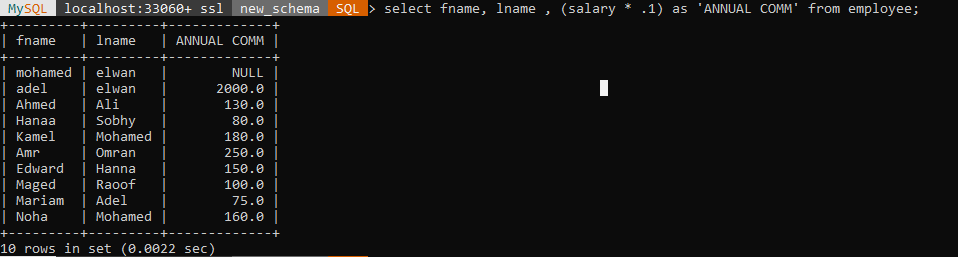 MySQL localhost:33060+ ssl new_schema SQL > select fname, lname , (salary * .1) as 'ANNUAL COMM' from employee;
+---------+---------+-------------+
| fname   | lname   | ANNUAL COMM |
+---------+---------+-------------+
| mohamed | elwan   |        NULL |
| adel    | elwan   |      2000.0 |
| Ahmed   | Ali     |       130.0 |
| Hanaa   | Sobhy   |        80.0 |
| Kamel   | Mohamed |       180.0 |
| Amr     | Omran   |       250.0 |
| Edward  | Hanna   |       150.0 |
| Maged   | Raoof   |       100.0 |
| Mariam  | Adel    |        75.0 |
| Noha    | Mohamed |       160.0 |
+---------+---------+-------------+
10 rows in set (0.0022 sec)